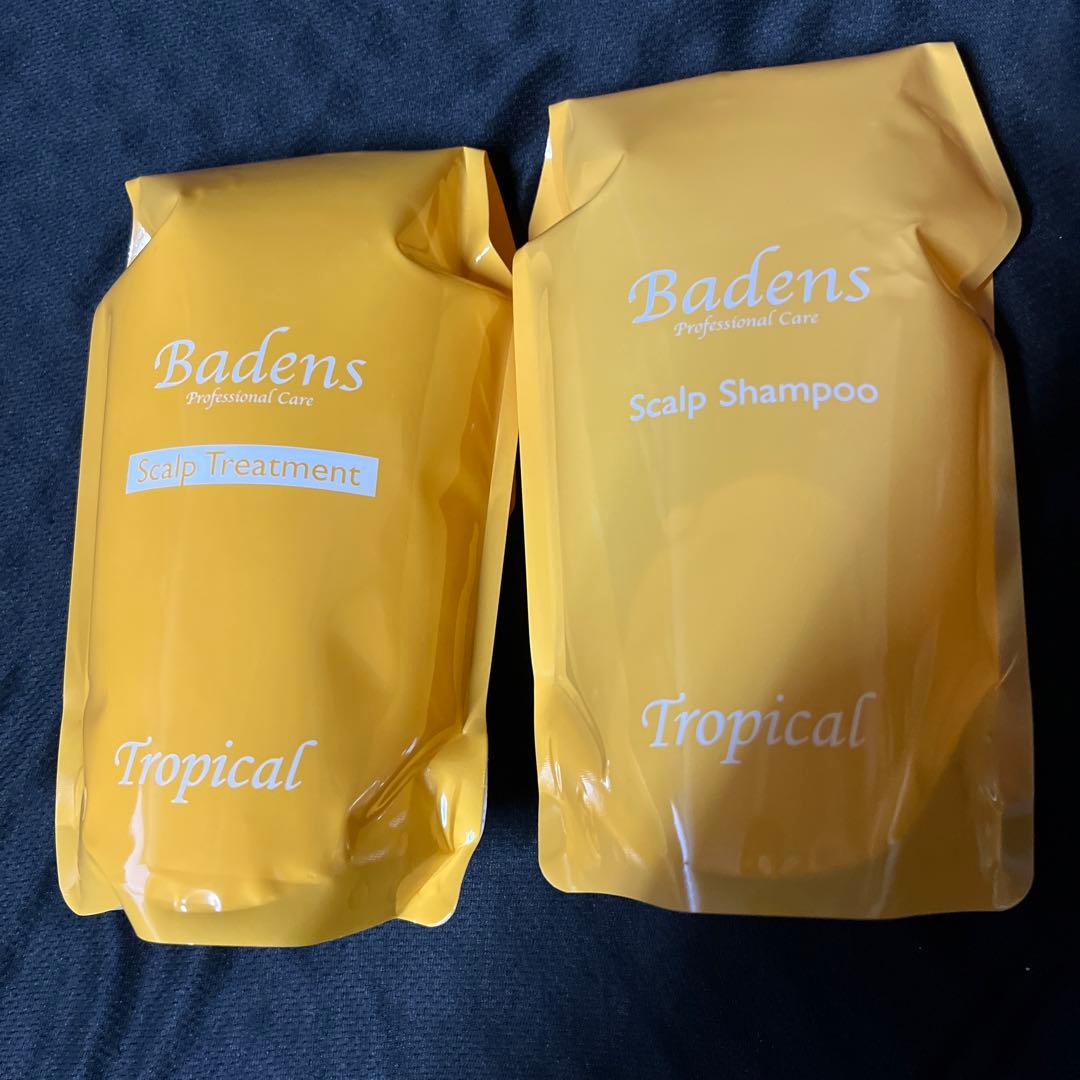 Badens
Professional Care
Scalp Treatment
Tropical
Badens
Professional Care
Scalp Shampoo
Tropical